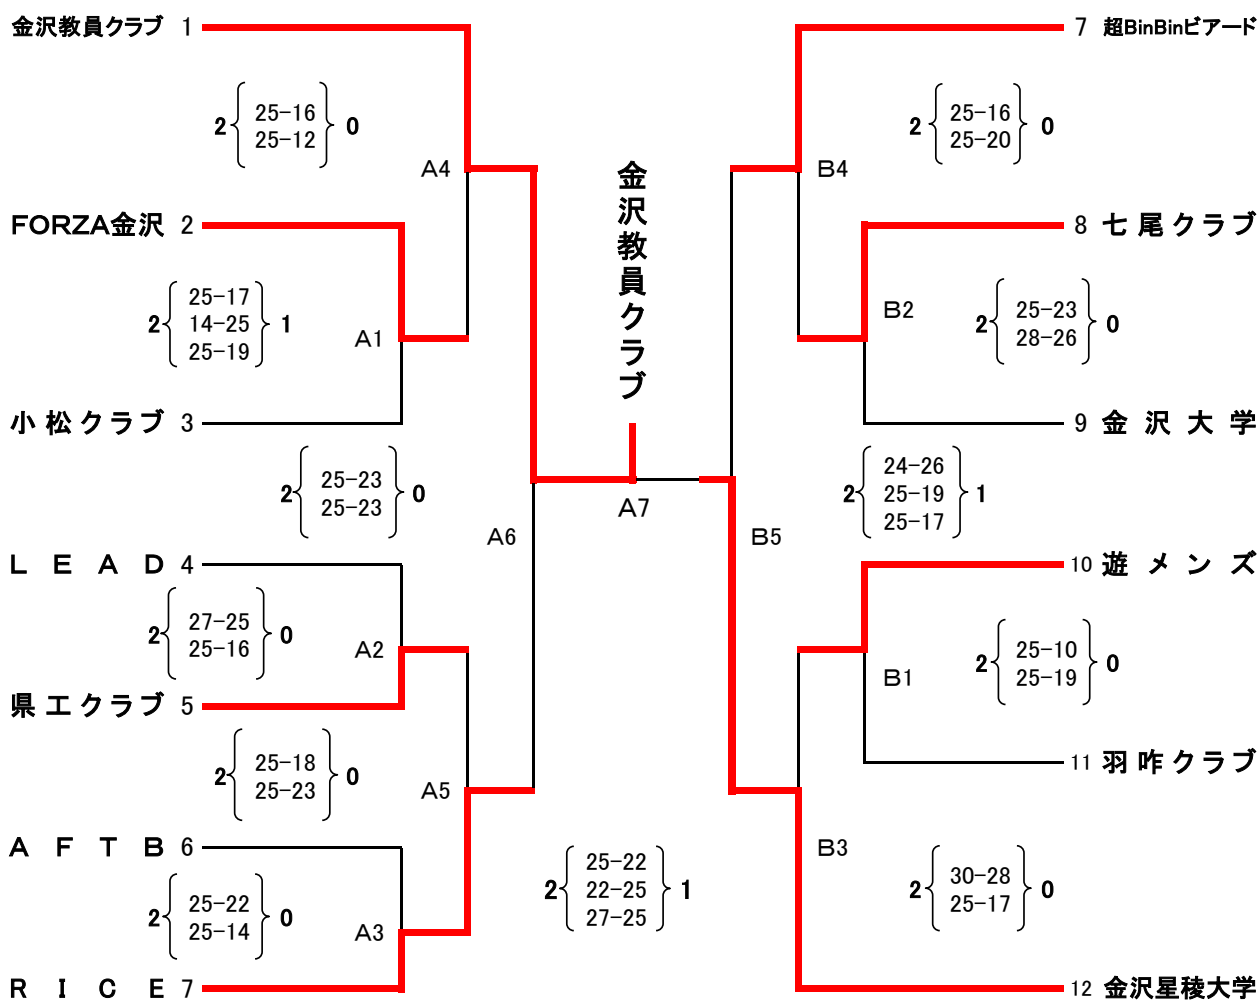 金沢教員クラブ 1
7 超BinBinビアード
2 25-16 0
25-12
2 25-16 0
25-20
A4
B4
金沢教員クラブ
FORZA金沢 2
8 七尾クラブ
2 25-17 1
14-25
25-19
A1
B2
2 25-23 0
28-26
小松クラブ 3
9 金沢大学
2 25-23 0
25-23
A7
2 24-26 1
25-19
25-17
A6
B5
LEAD 4
10 遊メンズ
2 27-25 0
25-16
A2
B1
2 25-10 0
25-19
県工クラブ 5
11 羽咋クラブ
2 25-18 0
25-23
A5
AFTB 6
B3
2 25-22 1
22-25
27-25
2 30-28 0
25-17
2 25-22 0
25-14
A3
RICE 7
12 金沢星稜大学